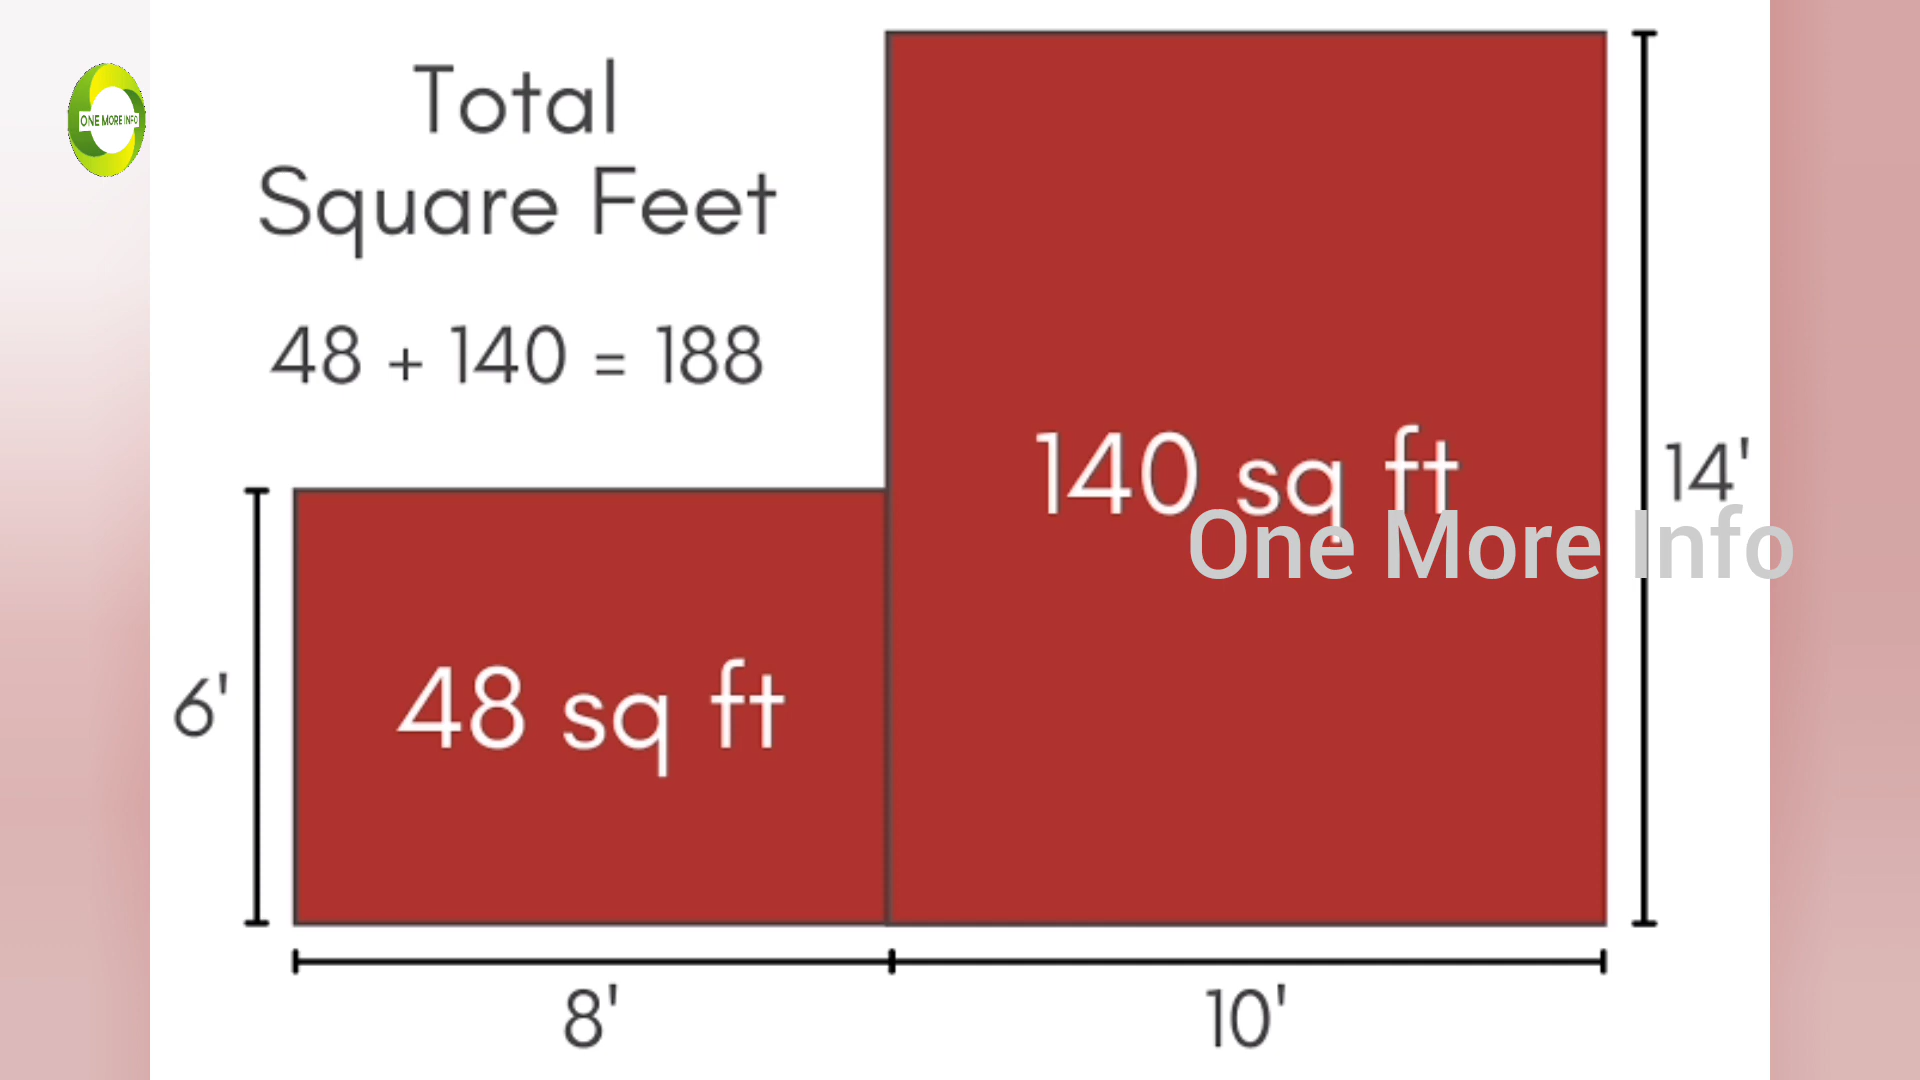 ONE MORE INFO
Total
Square Feet
48 + 140 = 188
140 sq ft
14'
One More Info
48 sq ft
6'
8'
10'